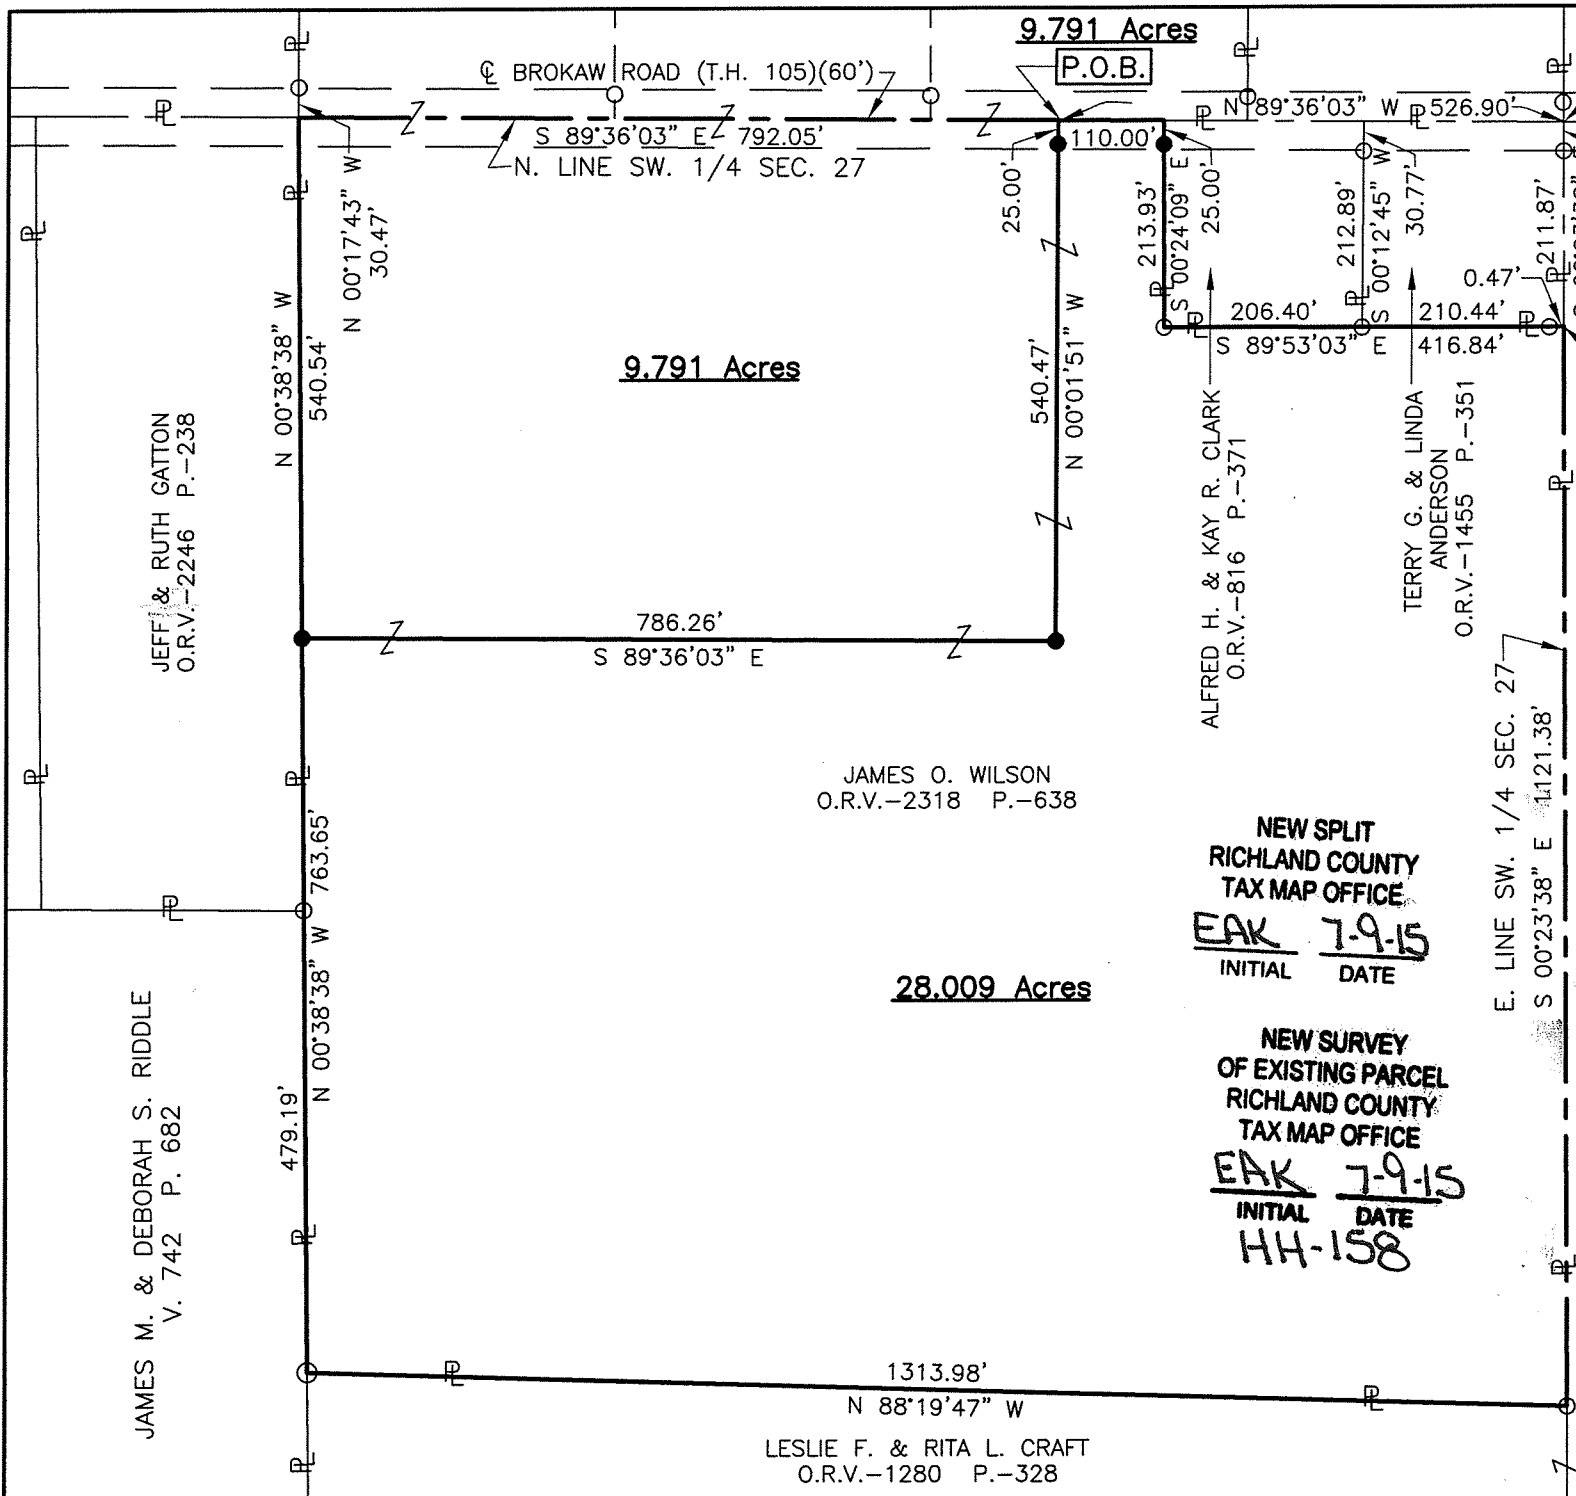 9.791 Acres
P.O.B.
℄ BROKAW ROAD (T.H. 105)(60')
N 89°36'03" W 526.90'
S 89°36'03" E 792.05'
N. LINE SW. 1/4 SEC. 27
110.00'
25.00'
25.00'
213.93'
S 00°24'09" E
212.89'
S 00°12'45" W
30.77'
211.87'
0.47'
N 00°17'43" W
30.47'
N 00°38'38" W
540.54'
206.40'
210.44'
S 89°53'03" E 416.84'
9.791 Acres
540.47'
N 00°01'51" W
JEFF & RUTH GATTON
O.R.V.-2246 P.-238
ALFRED H. & KAY R. CLARK
O.R.V.-816 P.-371
TERRY G. & LINDA
ANDERSON
O.R.V.-1455 P.-351
786.26'
S 89°36'03" E
E. LINE SW. 1/4 SEC. 27
S 00°23'38" E 1121.38'
JAMES O. WILSON
O.R.V.-2318 P.-638
763.65'
N 00°38'38" W
479.19'
NEW SPLIT
RICHLAND COUNTY
TAX MAP OFFICE
EAK 7-9-15
INITIAL DATE
28.009 Acres
NEW SURVEY
OF EXISTING PARCEL
RICHLAND COUNTY
TAX MAP OFFICE
EAK 7-9-15
INITIAL DATE
HH-158
JAMES M. & DEBORAH S. RIDDLE
V. 742 P. 682
1313.98'
N 88°19'47" W
LESLIE F. & RITA L. CRAFT
O.R.V.-1280 P.-328